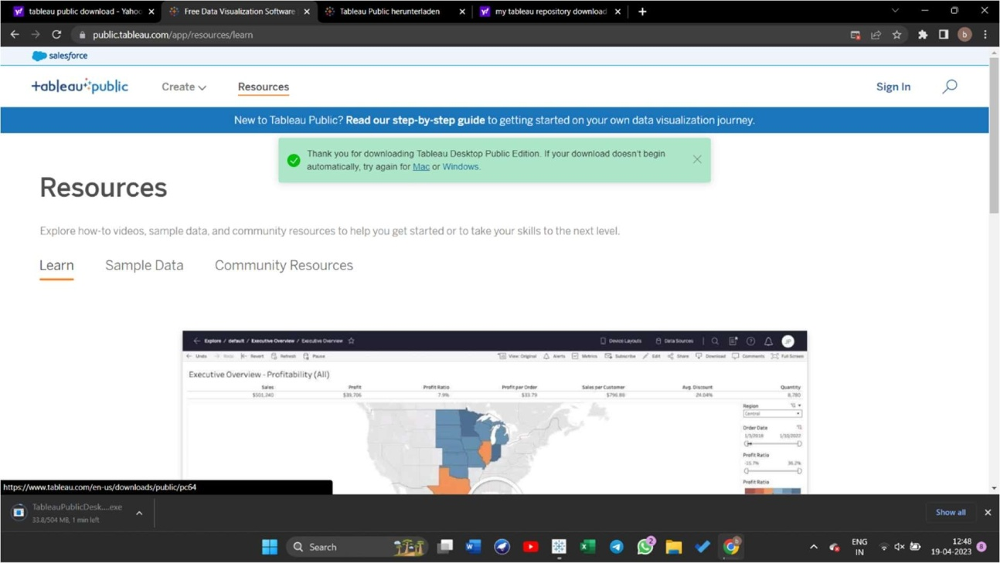 tableau public download - Yahoo
Free Data Visualization Software
Tableau Public herunterladen
my tableau repository download
public.tableau.com/app/resources/learn
b
salesforce
+ableau public
Create
Resources
Sign In
New to Tableau Public? Read our step-by-step guide to getting started on your own data visualization journey.
Thank you for downloading Tableau Desktop Public Edition. If your download doesn't begin
automatically, try again for Mac or Windows.
Resources
Explore how-to videos, sample data, and community resources to help you get started or to take your skills to the next level.
Learn
Sample Data
Community Resources
Explore / default / Executive Overview / Executive Overview
Device Layouts
Data Sources
JP
Undo
Redo
Revert
Refresh
Pause
View: Original
Alerts
Metrics
Subscribe
Edit
Share
Download
Comments
Full Screen
Executive Overview - Profitability (All)
Sales Profit Profit Ratio Profit per Order Sales per Customer Avg. Discount Quantity
$501,240 $39,706 7.9% $33.79 $796.88 24.04% 8,780
Region
Central
Order Date
1/3/2018
Profit Ratio
-15.7% 36.2%
Profit Ratio
https://www.tableau.com/en-us/downloads/public/pc64
TableauPublicDesk....exe
33.8/504 MB, 1 min left
Show all
Search
2
ENG
IN
12:48
19-04-2023
8